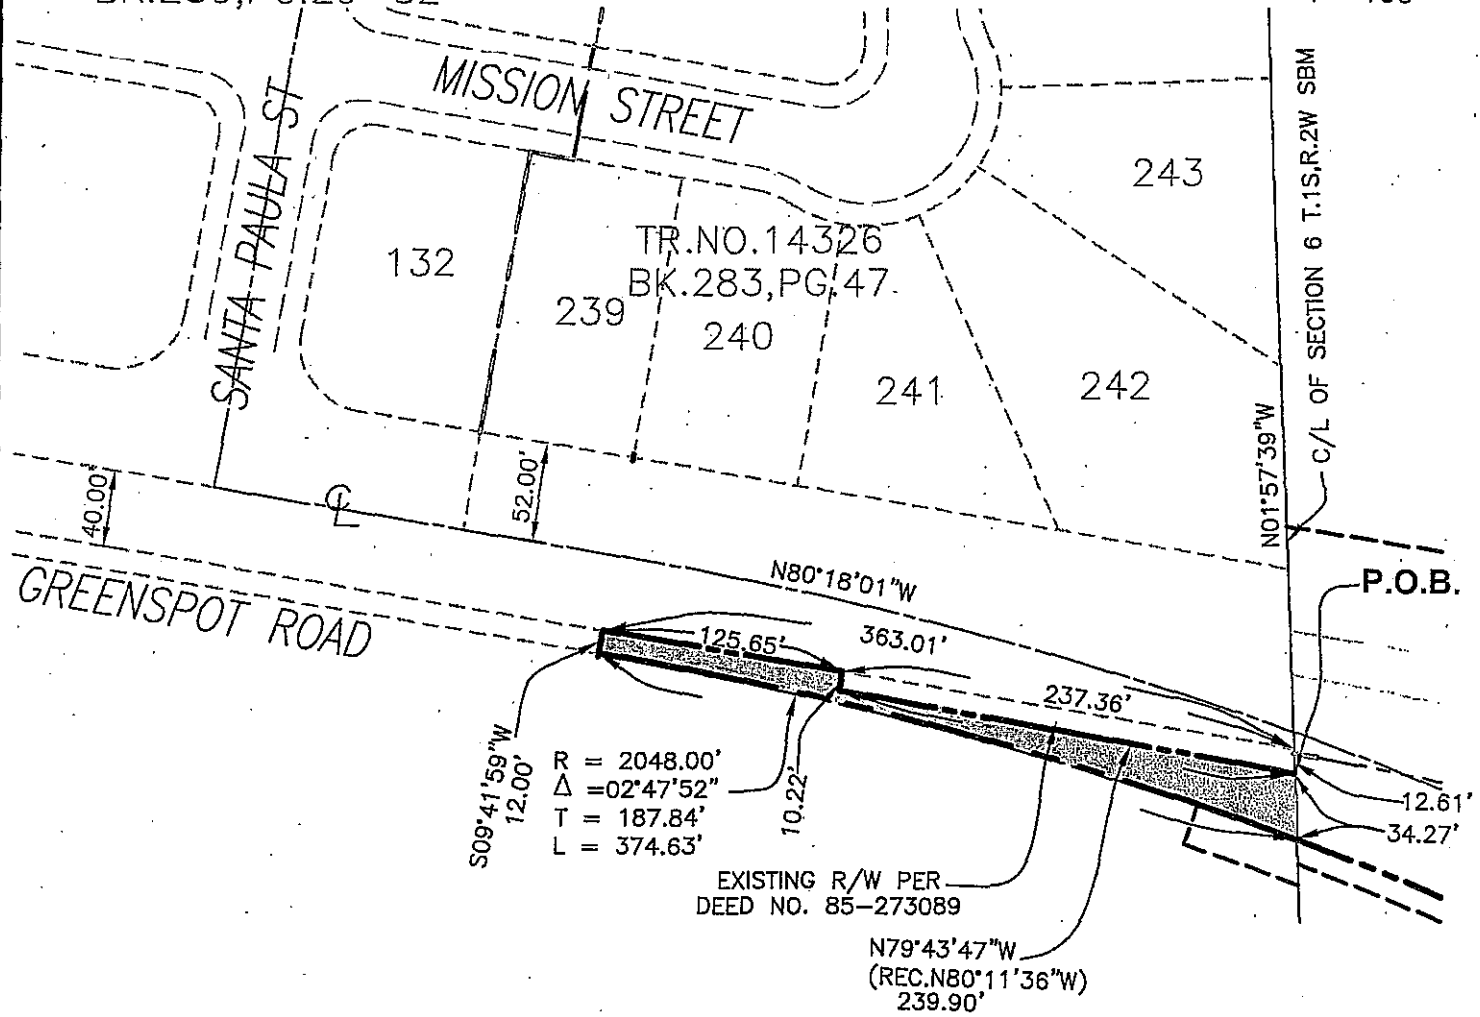 MISSION STREET
SANTA PAULA ST
243
132
TR.NO.14326
BK.283,PG.47
239
240
241
242
C/L OF SECTION 6 T.1S,R.2W SBM
N01°57'39"W
40.00'
52.00'
℄
N80°18'01"W
P.O.B.
GREENSPOT ROAD
125.65'
363.01'
237.36'
S09°41'59"W
12.00'
R = 2048.00'
Δ =02°47'52"
T = 187.84'
L = 374.63'
10.22'
12.61'
34.27'
EXISTING R/W PER
DEED NO. 85-273089
N79°43'47"W
(REC.N80°11'36"W)
239.90'